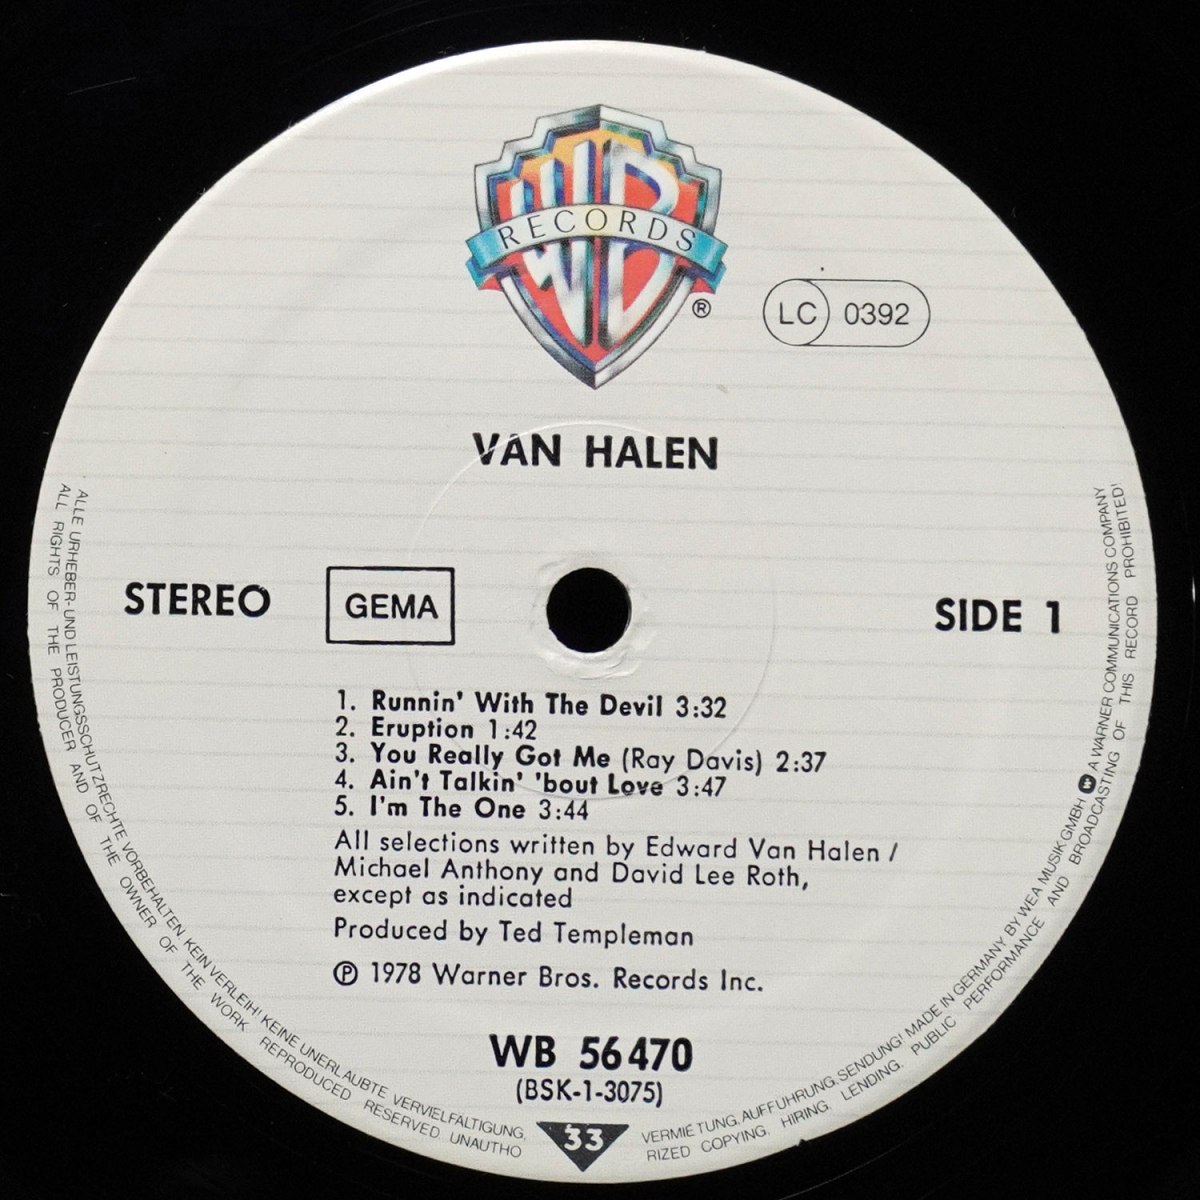 WB
RECORDS
®
LC 0392
VAN HALEN
STEREO
GEMA
SIDE 1
1. Runnin' With The Devil 3:32
2. Eruption 1:42
3. You Really Got Me (Ray Davis) 2:37
4. Ain't Talkin' 'bout Love 3:47
5. I'm The One 3:44
All selections written by Edward Van Halen /
Michael Anthony and David Lee Roth,
except as indicated
Produced by Ted Templeman
℗ 1978 Warner Bros. Records Inc.
WB 56 470
(BSK-1-3075)
33
ALLE URHEBER- UND LEISTUNGSSCHUTZRECHTE VORBEHALTEN KEIN VERLEIH! KEINE UNERLAUBTE VERVIELFÄLTIGUNG, VERMIETUNG, AUFFÜHRUNG, SENDUNG! MADE IN GERMANY BY WEA MUSIK GMBH A WARNER COMMUNICATIONS COMPANY
ALL RIGHTS OF THE PRODUCER AND OF THE OWNER OF THE WORK REPRODUCED RESERVED UNAUTHORIZED COPYING, HIRING, LENDING, PUBLIC PERFORMANCE AND BROADCASTING OF THIS RECORD PROHIBITED!